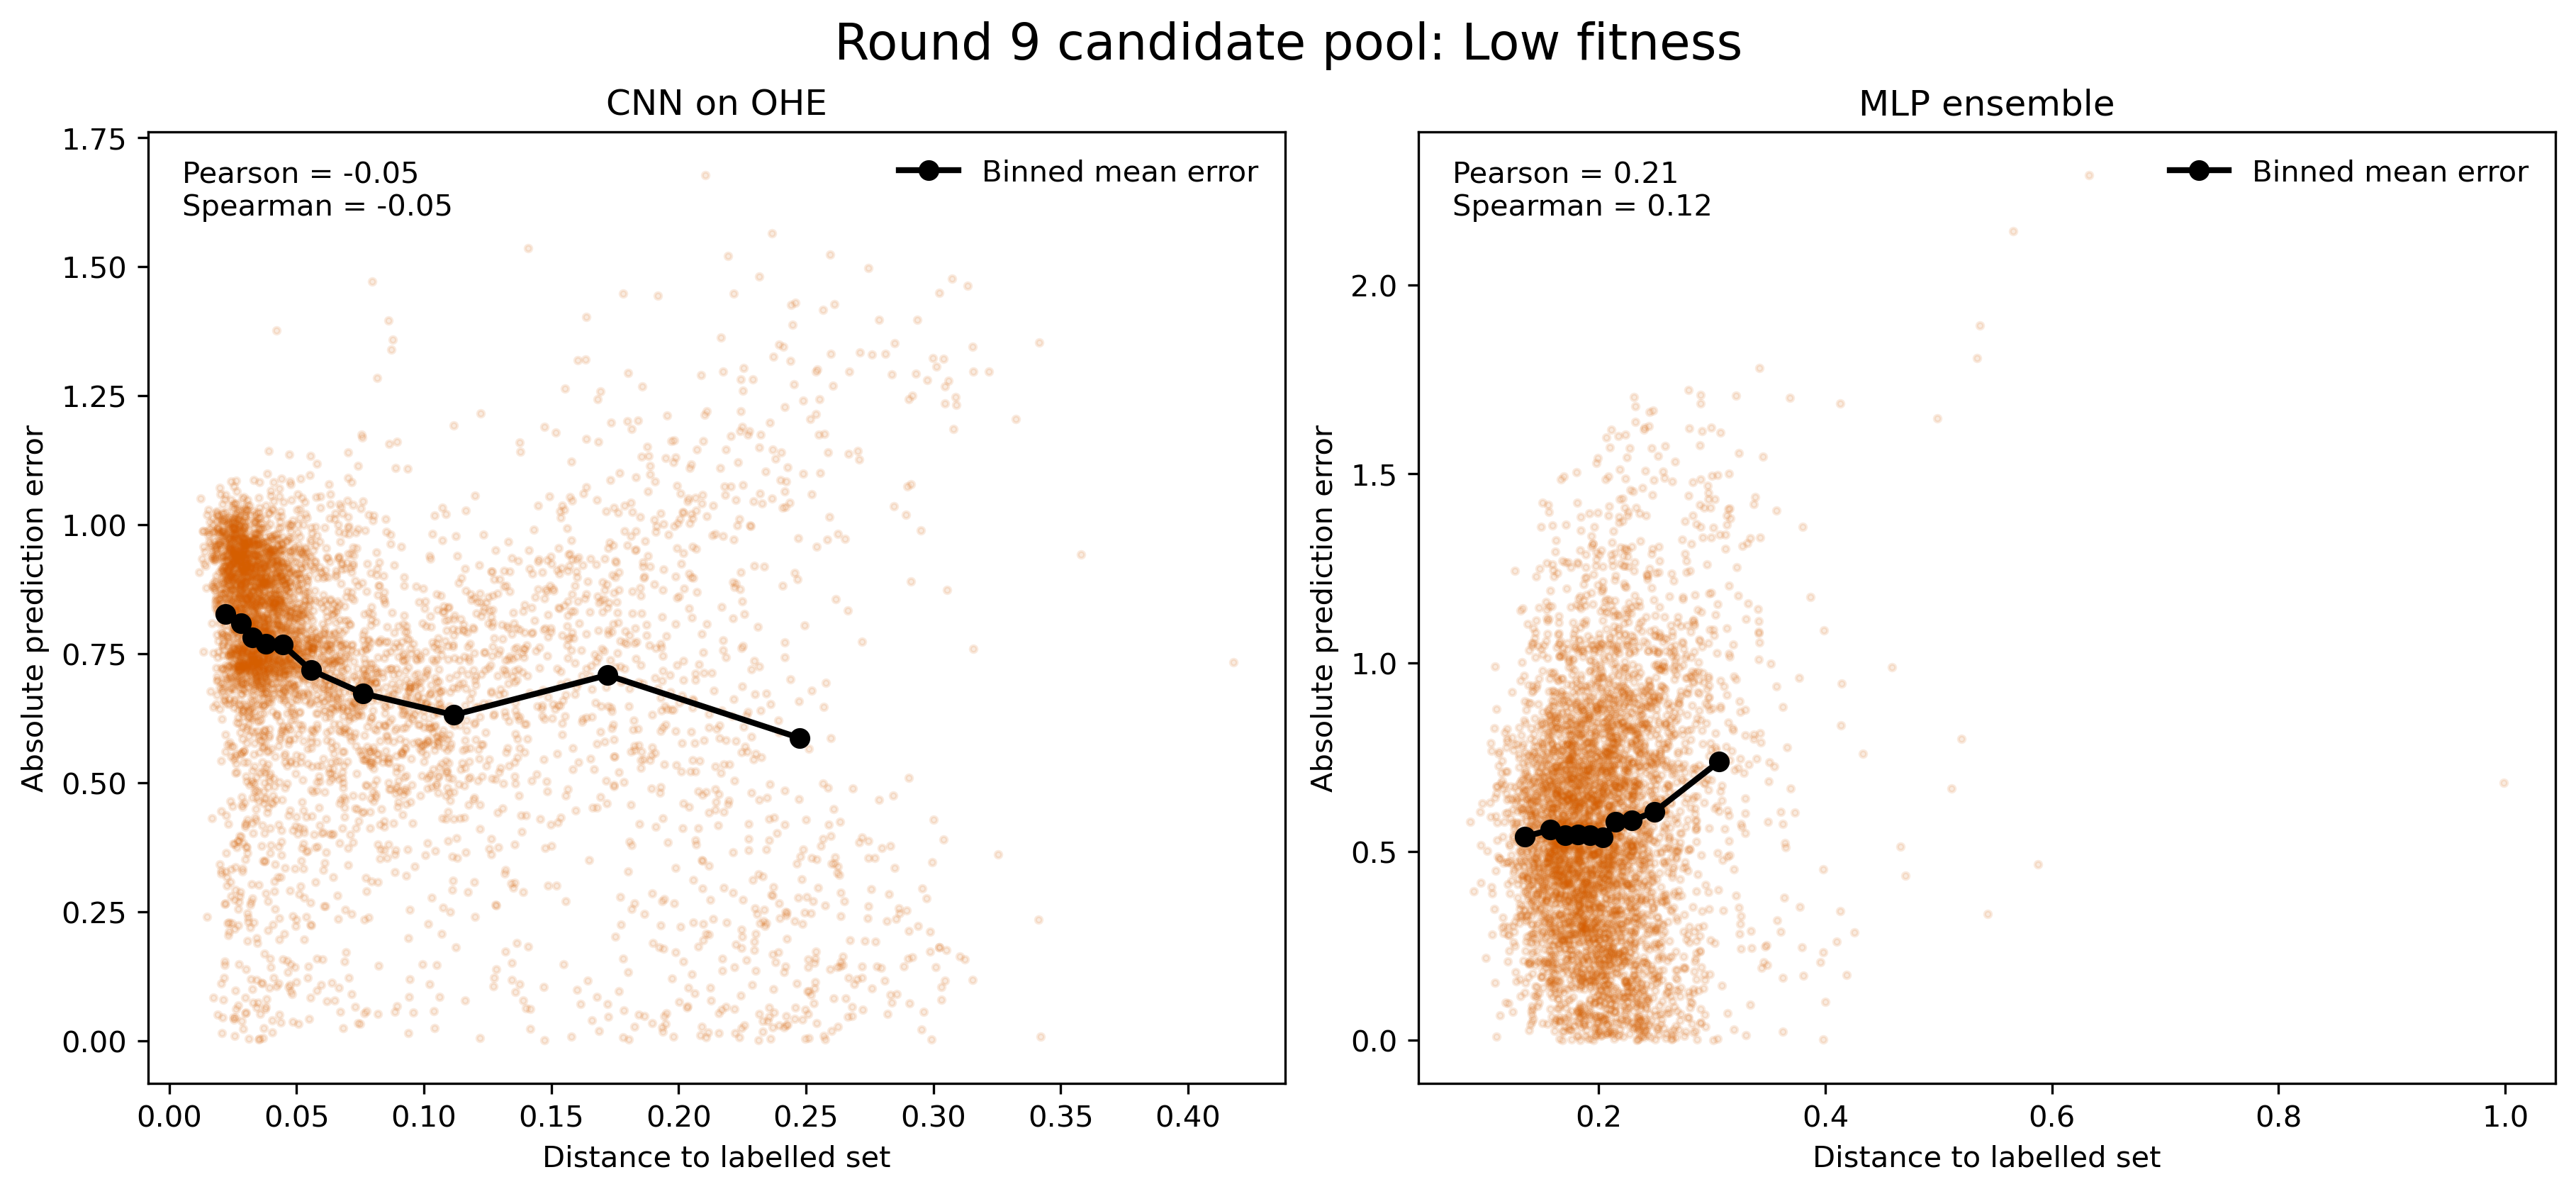 Round 9 candidate pool: Low fitness
CNN on OHE
Pearson = -0.05
Spearman = -0.05
Binned mean error
Absolute prediction error
1.75
1.50
1.25
1.00
0.75
0.50
0.25
0.00
0.00 0.05 0.10 0.15 0.20 0.25 0.30 0.35 0.40
Distance to labelled set
MLP ensemble
Pearson = 0.21
Spearman = 0.12
Binned mean error
Absolute prediction error
2.0
1.5
1.0
0.5
0.0
0.2 0.4 0.6 0.8 1.0
Distance to labelled set